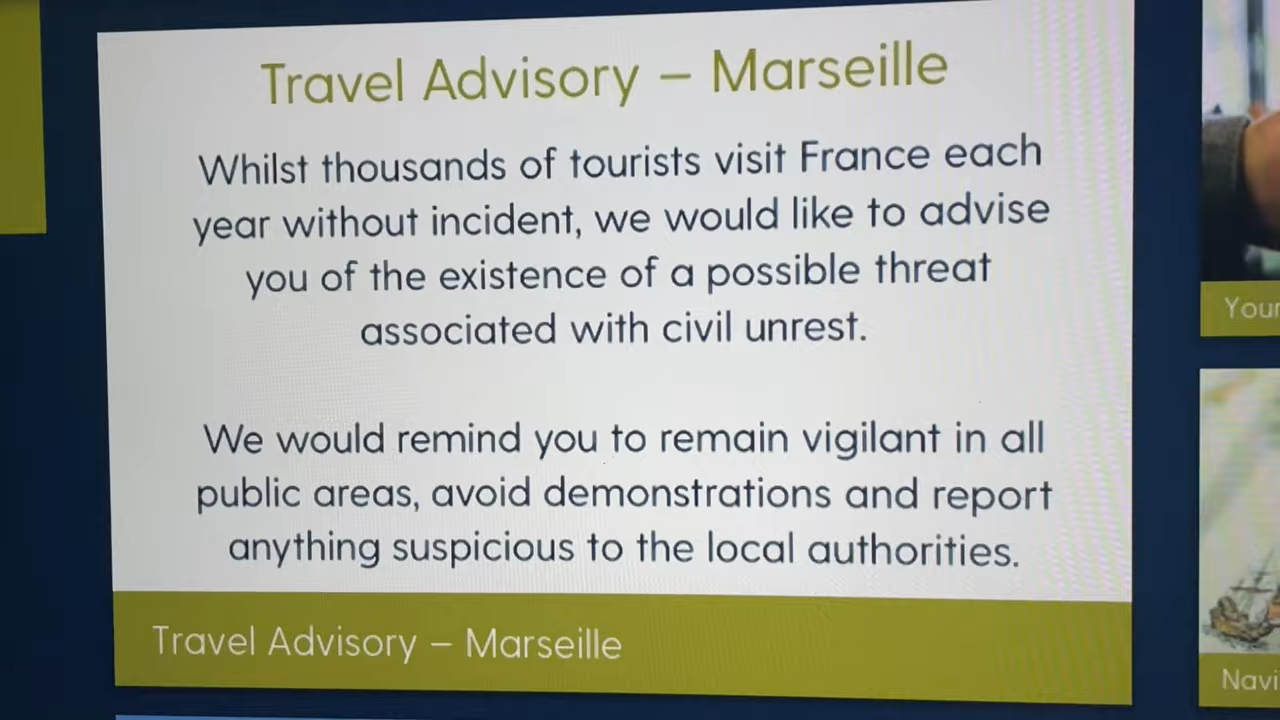 Travel Advisory – Marseille
Whilst thousands of tourists visit France each
year without incident, we would like to advise
you of the existence of a possible threat
associated with civil unrest.
We would remind you to remain vigilant in all
public areas, avoid demonstrations and report
anything suspicious to the local authorities.
Travel Advisory – Marseille
Your
Navi